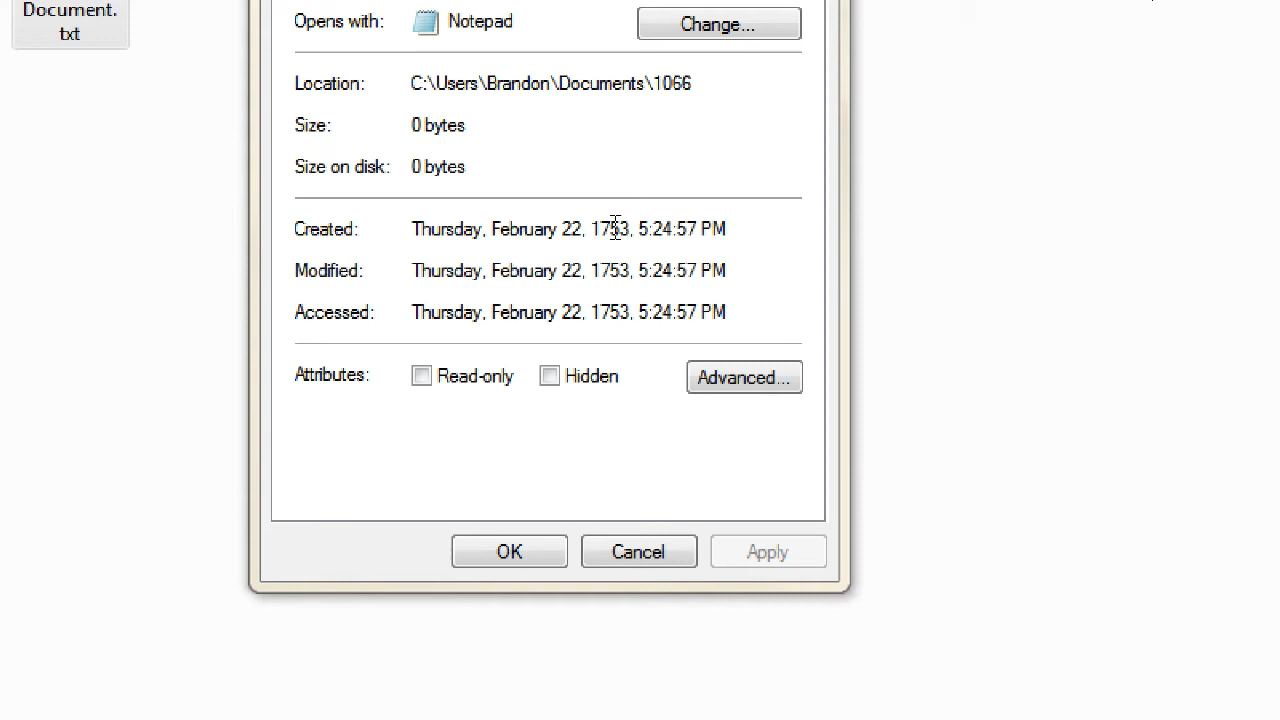 Document.
txt
Opens with: Notepad Change...
Location: C:\Users\Brandon\Documents\1066
Size: 0 bytes
Size on disk: 0 bytes
Created: Thursday, February 22, 1753, 5:24:57 PM
Modified: Thursday, February 22, 1753, 5:24:57 PM
Accessed: Thursday, February 22, 1753, 5:24:57 PM
Attributes: Read-only Hidden Advanced...
OK Cancel Apply